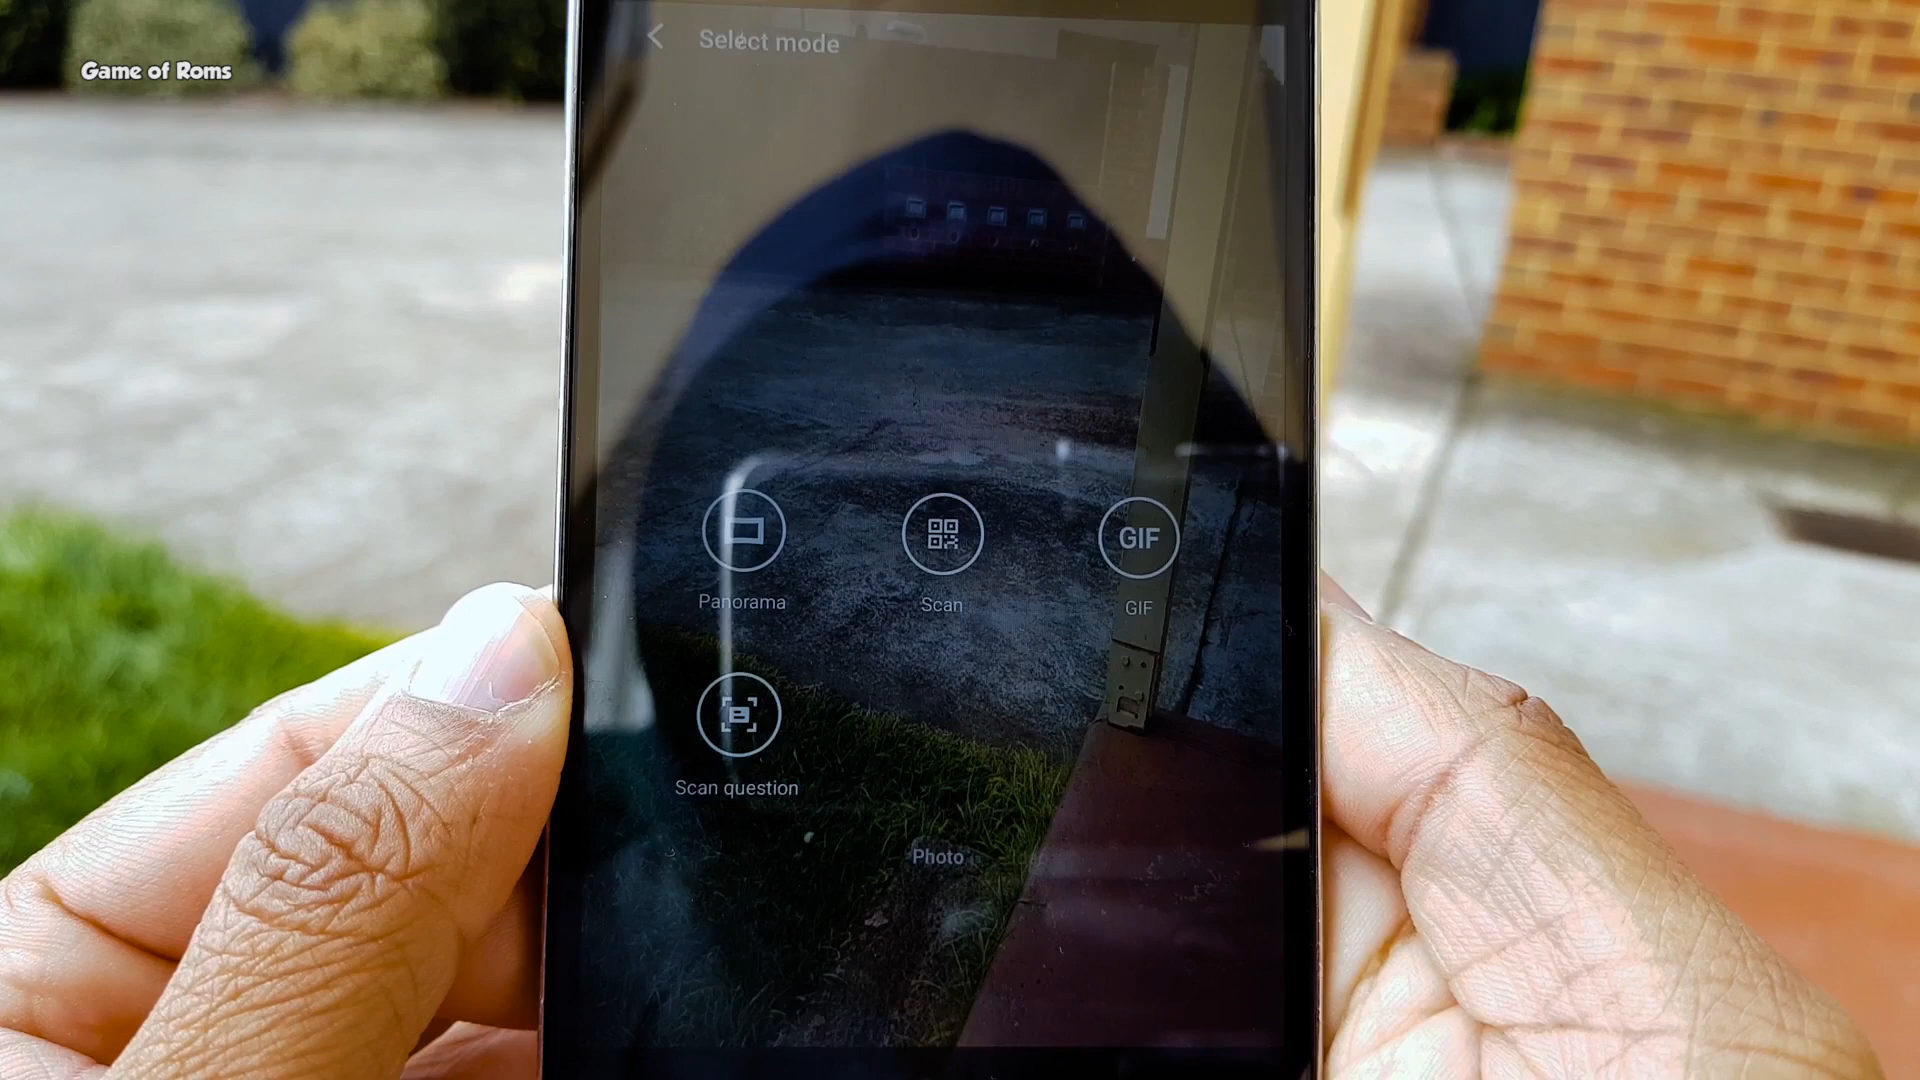 Game of Roms
Select mode
GIF
Panorama
Scan
GIF
Scan question
Photo